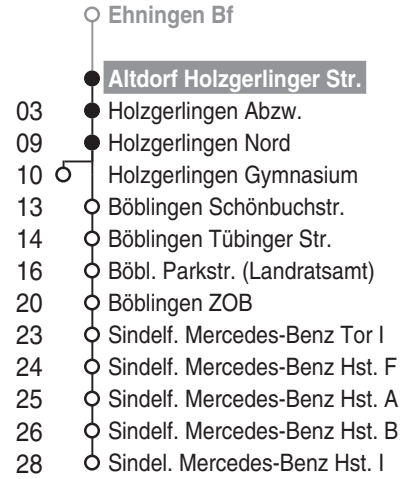 Ehningen Bf
Altdorf Holzgerlinger Str.
03 Holzgerlingen Abzw.
09 Holzgerlingen Nord
10 Holzgerlingen Gymnasium
13 Böblingen Schönbuchstr.
14 Böblingen Tübinger Str.
16 Böbl. Parkstr. (Landratsamt)
20 Böblingen ZOB
23 Sindelf. Mercedes-Benz Tor I
24 Sindelf. Mercedes-Benz Hst. F
25 Sindelf. Mercedes-Benz Hst. A
26 Sindelf. Mercedes-Benz Hst. B
28 Sindel. Mercedes-Benz Hst. I